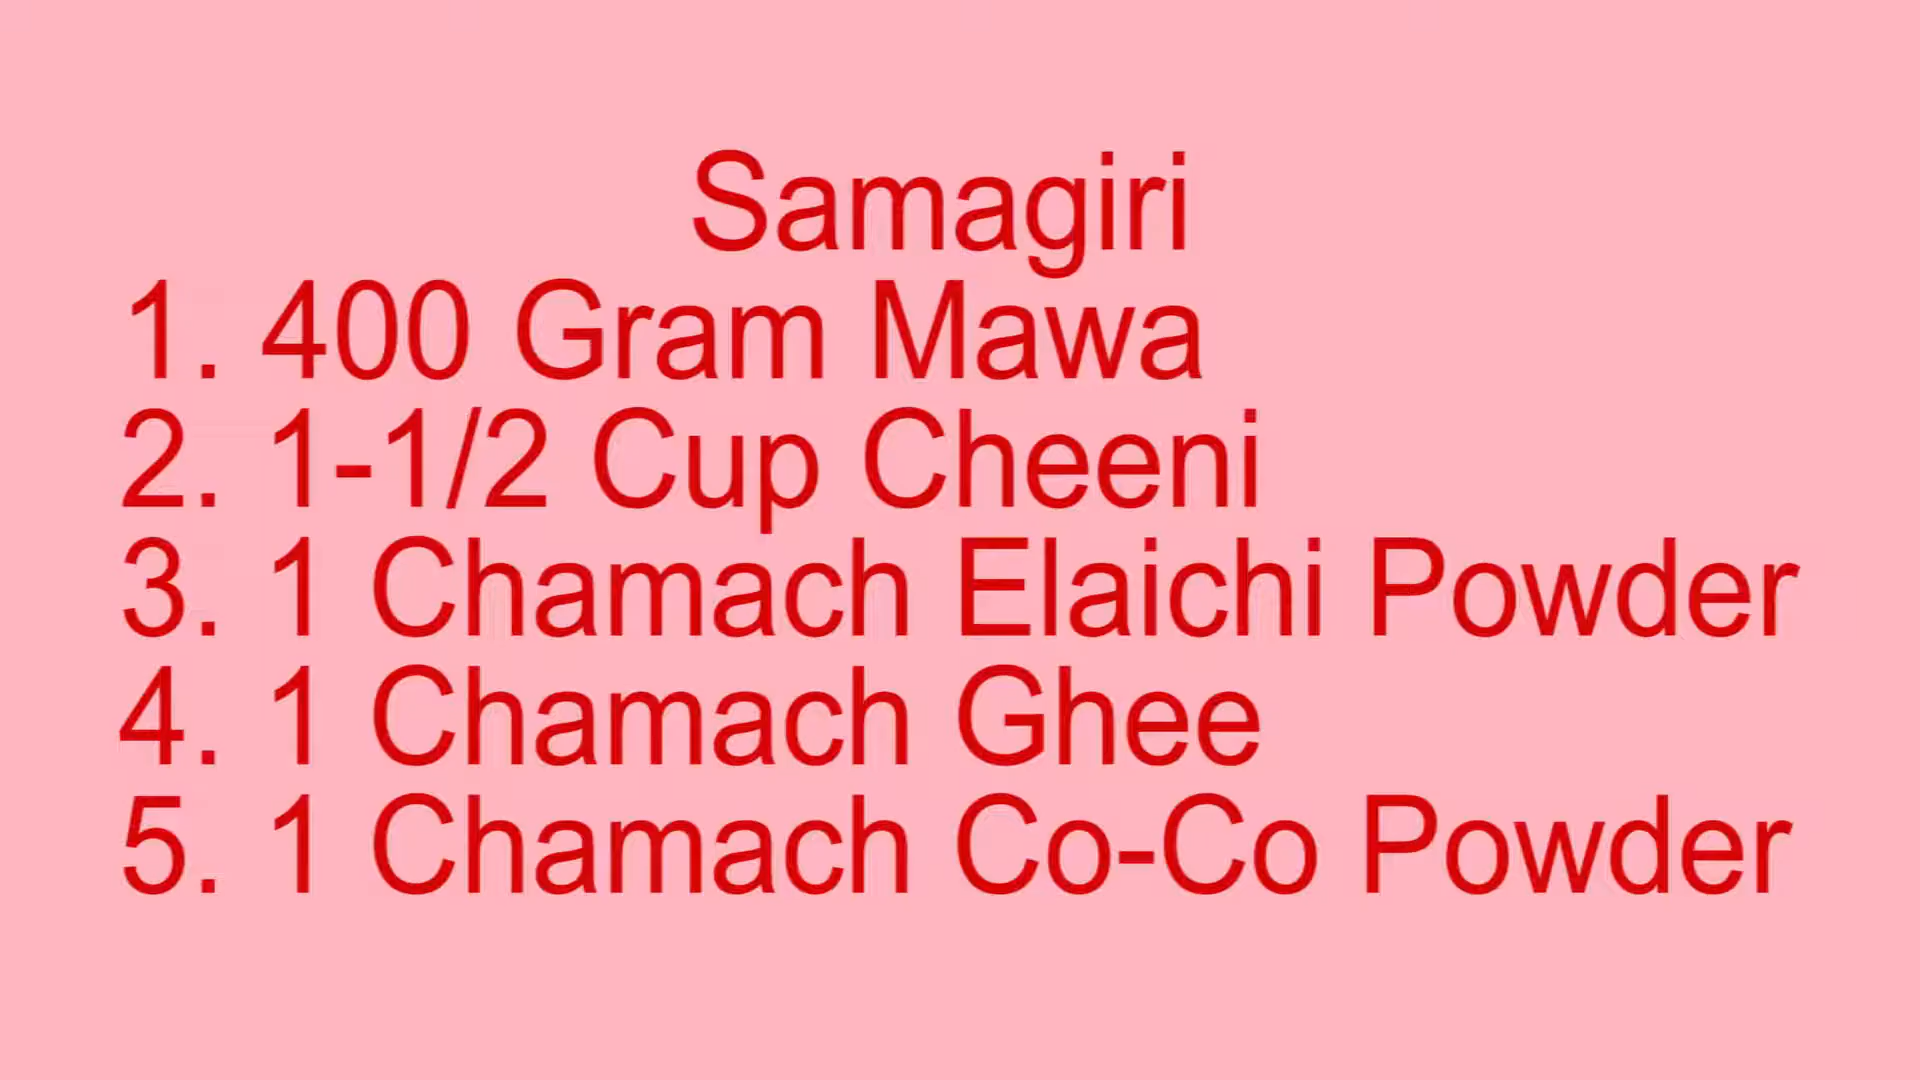 Samagiri
1. 400 Gram Mawa
2. 1-1/2 Cup Cheeni
3. 1 Chamach Elaichi Powder
4. 1 Chamach Ghee
5. 1 Chamach Co-Co Powder